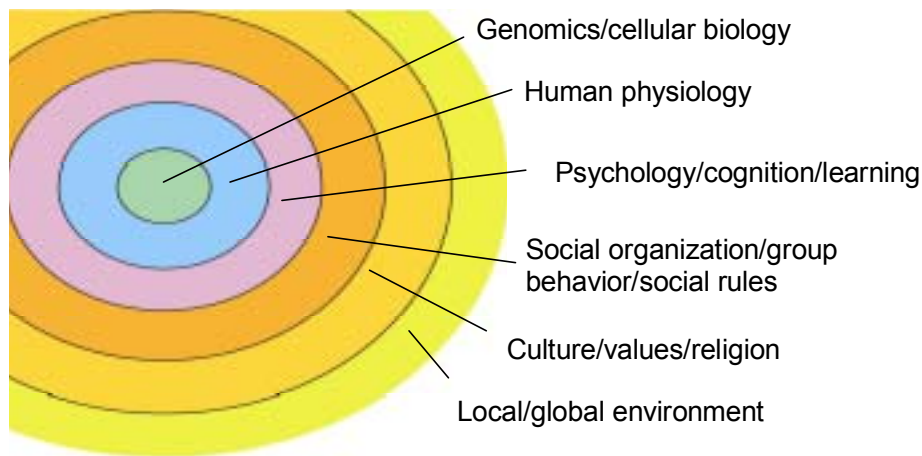 Genomics/cellular biology
Human physiology
Psychology/cognition/learning
Social organization/group
behavior/social rules
Culture/values/religion
Local/global environment